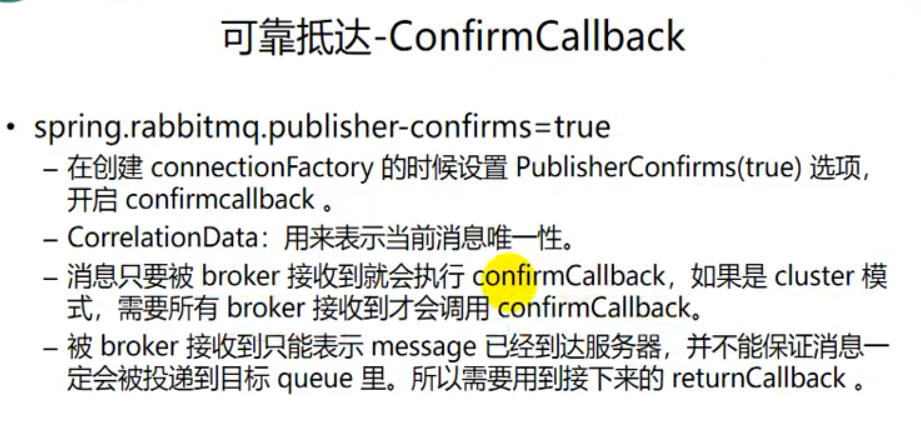 可靠抵达-ConfirmCallback
• spring.rabbitmq.publisher-confirms=true
– 在创建 connectionFactory 的时候设置 PublisherConfirms(true) 选项，
开启 confirmcallback 。
– CorrelationData：用来表示当前消息唯一性。
– 消息只要被 broker 接收到就会执行 confirmCallback，如果是 cluster 模
式，需要所有 broker 接收到才会调用 confirmCallback。
– 被 broker 接收到只能表示 message 已经到达服务器，并不能保证消息一
定会被投递到目标 queue 里。所以需要用到接下来的 returnCallback 。